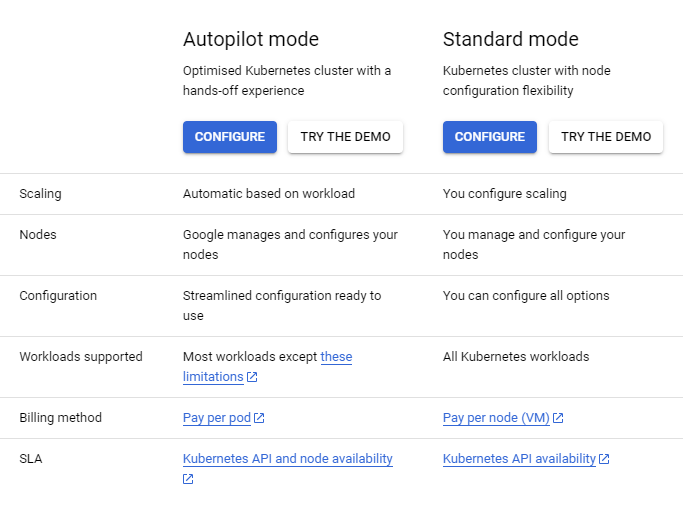 Autopilot mode
Standard mode
Optimised Kubernetes cluster with a
hands-off experience
Kubernetes cluster with node
configuration flexibility
CONFIGURE
TRY THE DEMO
CONFIGURE
TRY THE DEMO
Scaling
Automatic based on workload
You configure scaling
Nodes
Google manages and configures your
nodes
You manage and configure your
nodes
Configuration
Streamlined configuration ready to
use
You can configure all options
Workloads supported
Most workloads except these
limitations
All Kubernetes workloads
Billing method
Pay per pod
Pay per node (VM)
SLA
Kubernetes API and node availability
Kubernetes API availability